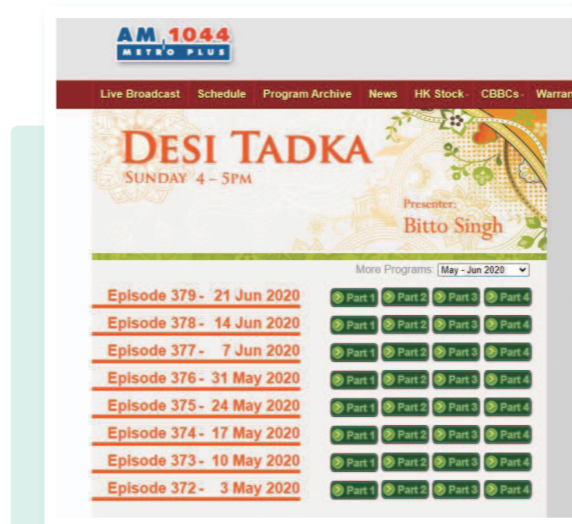 AM 1044
METRO PLUS
Live Broadcast Schedule Program Archive News HK Stock CBBCs Warran
DESI TADKA
SUNDAY 4 – 5PM
Presenter:
Bitto Singh
More Programs: May - Jun 2020
Episode 379 - 21 Jun 2020 Part 1 Part 2 Part 3 Part 4
Episode 378 - 14 Jun 2020 Part 1 Part 2 Part 3 Part 4
Episode 377 - 7 Jun 2020 Part 1 Part 2 Part 3 Part 4
Episode 376 - 31 May 2020 Part 1 Part 2 Part 3 Part 4
Episode 375 - 24 May 2020 Part 1 Part 2 Part 3 Part 4
Episode 374 - 17 May 2020 Part 1 Part 2 Part 3 Part 4
Episode 373 - 10 May 2020 Part 1 Part 2 Part 3 Part 4
Episode 372 - 3 May 2020 Part 1 Part 2 Part 3 Part 4